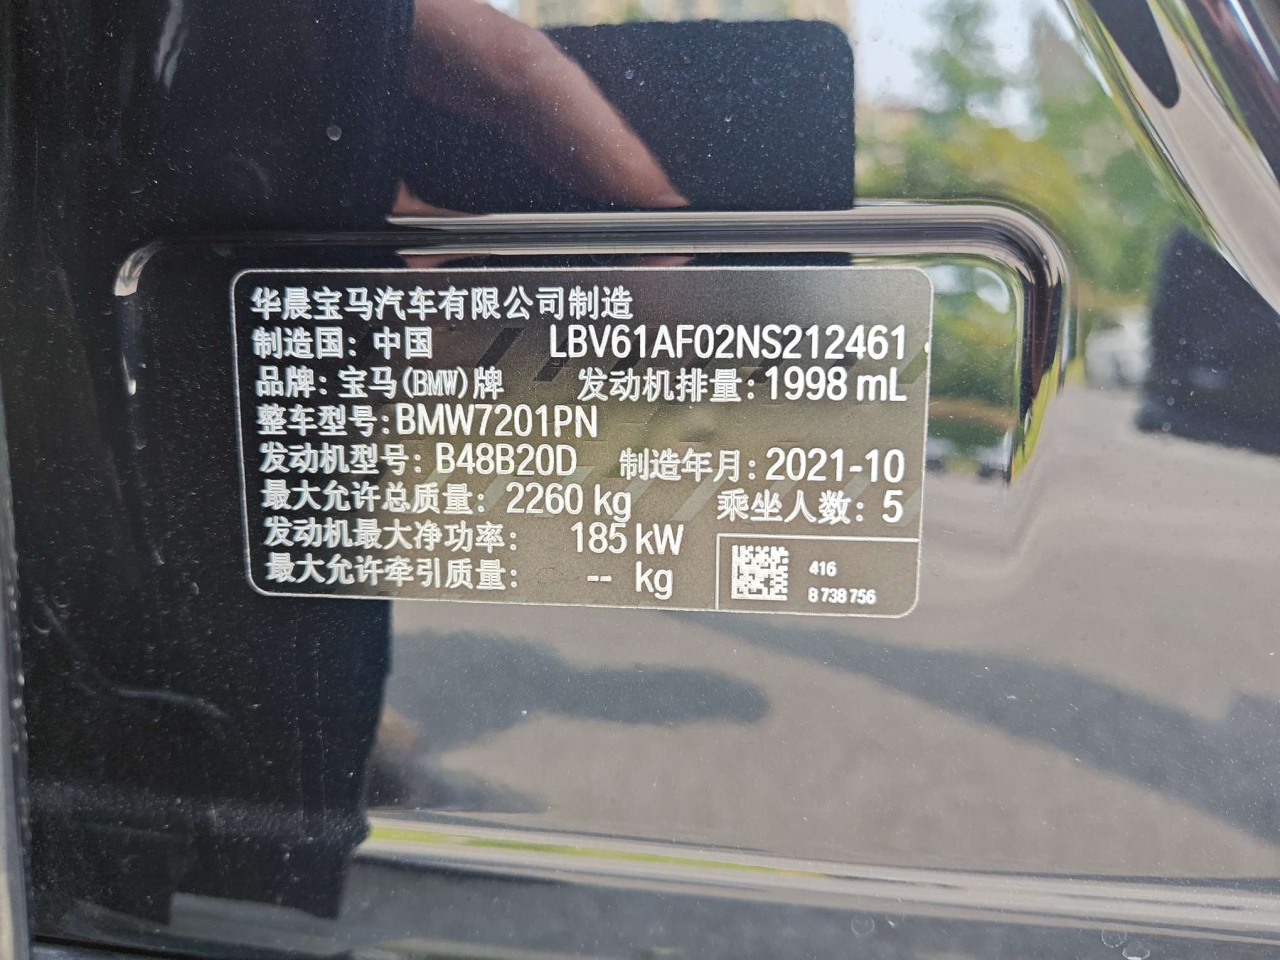 华晨宝马汽车有限公司制造
制造国: 中国 LBV61AF02NS212461
品牌: 宝马(BMW)牌 发动机排量: 1998 mL
整车型号: BMW7201PN
发动机型号: B48B20D 制造年月: 2021-10
最大允许总质量: 2260 kg 乘坐人数: 5
发动机最大净功率: 185 kW
最大允许牵引质量: -- kg
416
8 738 756